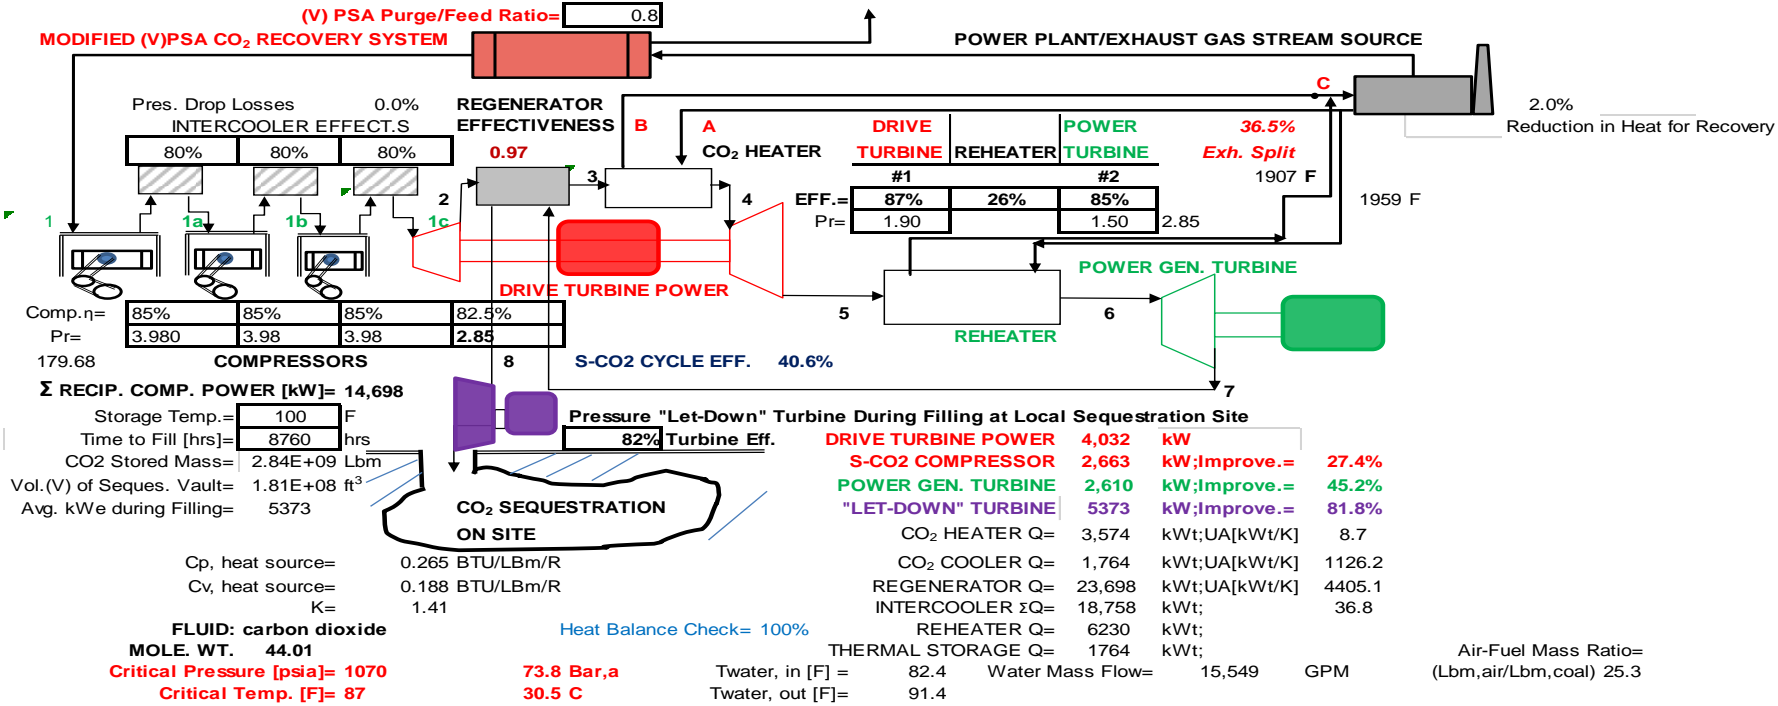 (V) PSA Purge/Feed Ratio= 0.8
MODIFIED (V)PSA CO2 RECOVERY SYSTEM
POWER PLANT/EXHAUST GAS STREAM SOURCE
C
Pres. Drop Losses 0.0%
INTERCOOLER EFFECT.S
80% 80% 80%
REGENERATOR
EFFECTIVENESS
0.97
B A
CO2 HEATER
DRIVE POWER
TURBINE REHEATER TURBINE
#1 #2
EFF.= 87% 26% 85%
Pr= 1.90 1.50 2.85
36.5%
Exh. Split
1907 F
1959 F
2.0%
Reduction in Heat for Recovery
1 1a 1b 1c 2 3 4
DRIVE TURBINE POWER
5
REHEATER
6
POWER GEN. TURBINE
7
Comp.η= 85% 85% 85% 82.5%
Pr= 3.980 3.98 3.98 2.85
179.68 COMPRESSORS
8
S-CO2 CYCLE EFF. 40.6%
Σ RECIP. COMP. POWER [kW]= 14,698
Storage Temp.= 100 F
Time to Fill [hrs]= 8760 hrs
CO2 Stored Mass= 2.84E+09 Lbm
Vol.(V) of Seques. Vault= 1.81E+08 ft3
Avg. kWe during Filling= 5373
Pressure "Let-Down" Turbine During Filling at Local Sequestration Site
82% Turbine Eff.
CO2 SEQUESTRATION
ON SITE
DRIVE TURBINE POWER 4,032 kW
S-CO2 COMPRESSOR 2,663 kW;Improve.= 27.4%
POWER GEN. TURBINE 2,610 kW;Improve.= 45.2%
"LET-DOWN" TURBINE 5373 kW;Improve.= 81.8%
CO2 HEATER Q= 3,574 kWt;UA[kWt/K] 8.7
CO2 COOLER Q= 1,764 kWt;UA[kWt/K] 1126.2
REGENERATOR Q= 23,698 kWt;UA[kWt/K] 4405.1
INTERCOOLER ΣQ= 18,758 kWt; 36.8
REHEATER Q= 6230 kWt;
THERMAL STORAGE Q= 1764 kWt;
Cp, heat source= 0.265 BTU/LBm/R
Cv, heat source= 0.188 BTU/LBm/R
K= 1.41
FLUID: carbon dioxide
Heat Balance Check= 100%
MOLE. WT. 44.01
Critical Pressure [psia]= 1070 73.8 Bar,a
Critical Temp. [F]= 87 30.5 C
Twater, in [F] = 82.4 Water Mass Flow= 15,549 GPM
Twater, out [F]= 91.4
Air-Fuel Mass Ratio=
(Lbm,air/Lbm,coal) 25.3